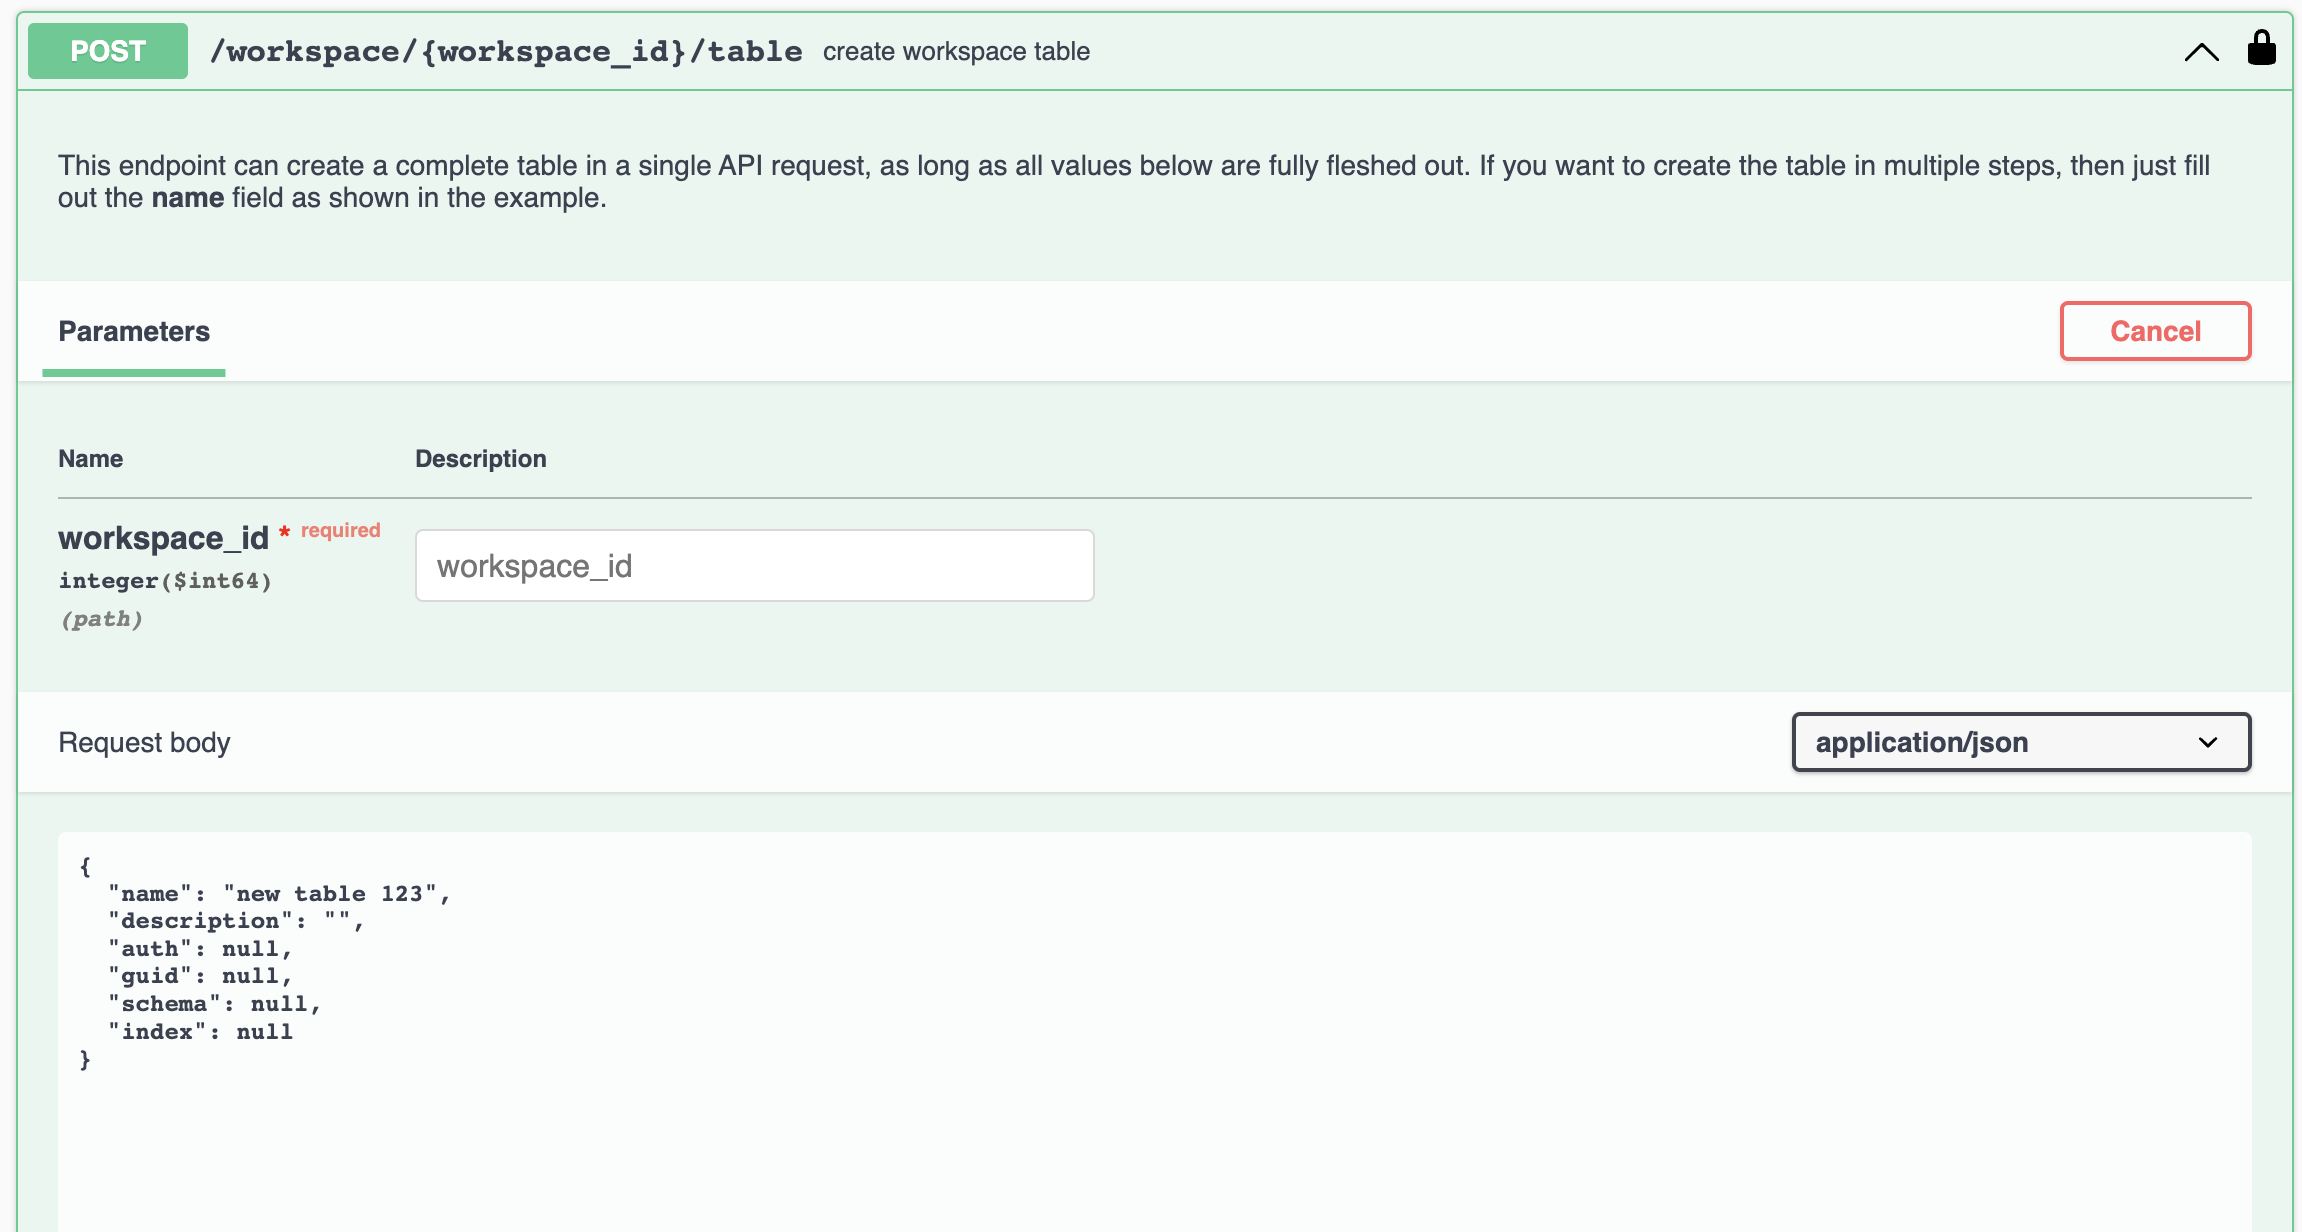 POST /workspace/{workspace_id}/table create workspace table
This endpoint can create a complete table in a single API request, as long as all values below are fully fleshed out. If you want to create the table in multiple steps, then just fill
out the name field as shown in the example.
Parameters
Cancel
Name Description
workspace_id * required
integer($int64)
(path)
workspace_id
Request body
application/json
{
  "name": "new table 123",
  "description": "",
  "auth": null,
  "guid": null,
  "schema": null,
  "index": null
}